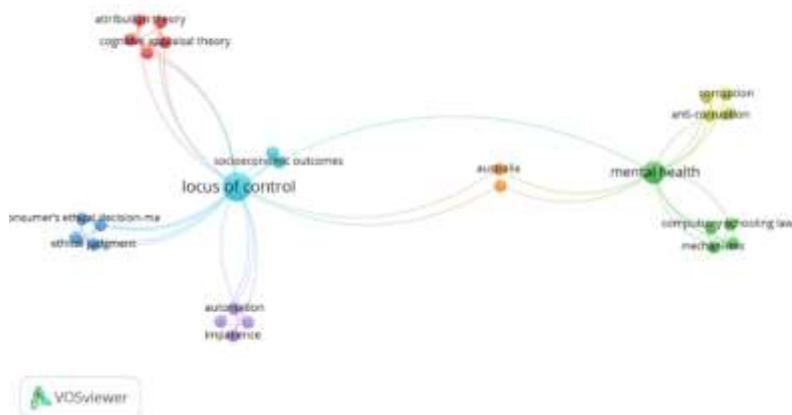 attribution theory
cognitive appraisal theory
corruption
anti-corruption
socioeconomic outcomes
australia
mental health
locus of control
onsumer's ethical decision-ma
ethical judgment
compulsory schooling law
mechanisms
automation
impatience
VOSviewer